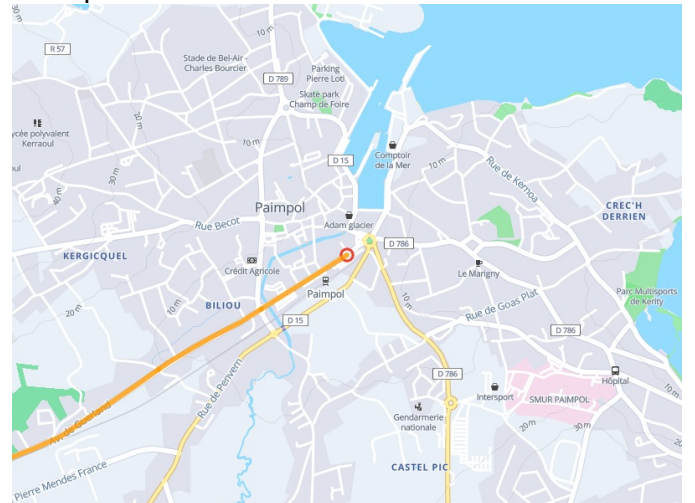 10 m
R 57
Stade de Bel-Air -
Charles Bourcier
D 789
Parking
Pierre Loti
Skate park
Champ de Foire
20 m
ycée polyvalent
Kerraoul
10 m
30 m
40 m
D 15
Comptoir
de la Mer
10 m
Rue de Kernoa
Paimpol
Rue Becot
Adam glacier
CREC'H
DERRIEN
D 786
KERGICQUEL
Crédit Agricole
Le Marigny
Paimpol
BILIOU
20 m
10 m
D 15
10 m
Rue de Goas Plat
Parc Multisports
de Kerity
D 786
Rue de Penvern
D 786
Hôpital
10 m
Intersport
SMUR PAIMPOL
Av. de Guerland
Gendarmerie
nationale
20 m
30 m
20 m
CASTEL PIC
Pierre Mendes France